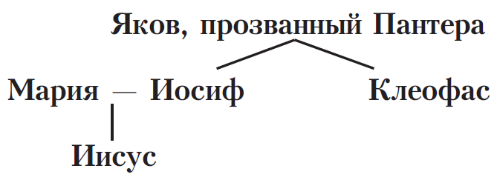 Яков, прозванный Пантера
Мария — Иосиф Клеофас
Иисус